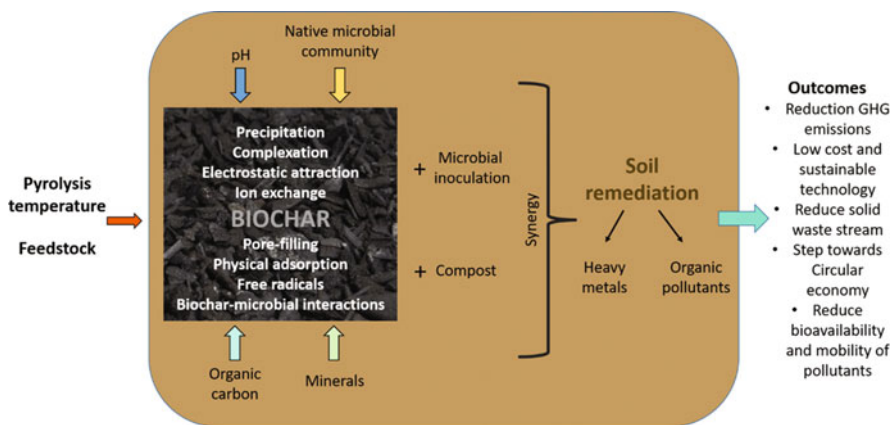 Pyrolysis
temperature
Feedstock
pH
Native microbial
community
Precipitation
Complexation
Electrostatic attraction
Ion exchange
BIOCHAR
Pore-filling
Physical adsorption
Free radicals
Biochar-microbial interactions
Organic
carbon
Minerals
+ Microbial
inoculation
+ Compost
Synergy
Soil
remediation
Heavy
metals
Organic
pollutants
Outcomes
• Reduction GHG
emissions
• Low cost and
sustainable
technology
• Reduce solid
waste stream
• Step towards
Circular
economy
• Reduce
bioavailability
and mobility of
pollutants